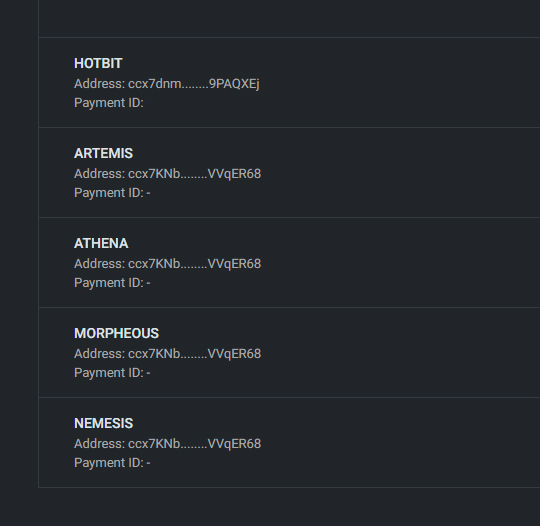 HOTBIT
Address: ccx7dnm........9PAQXEj
Payment ID:
ARTEMIS
Address: ccx7KNb........VVqER68
Payment ID: -
ATHENA
Address: ccx7KNb........VVqER68
Payment ID: -
MORPHEOUS
Address: ccx7KNb........VVqER68
Payment ID: -
NEMESIS
Address: ccx7KNb........VVqER68
Payment ID: -